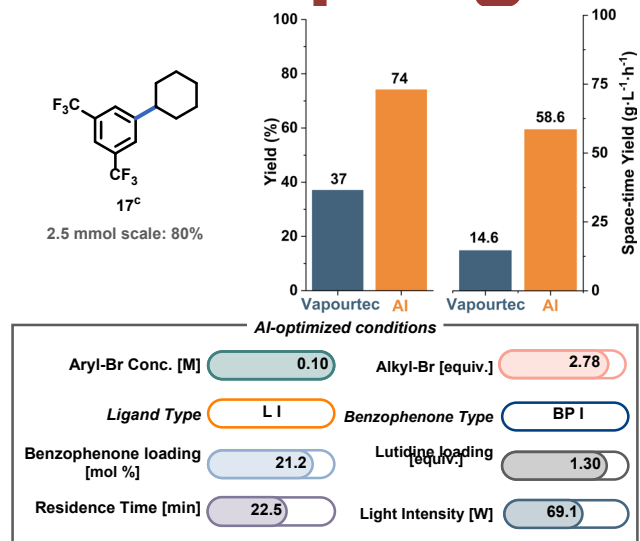 F₃C
CF₃
17ᶜ
2.5 mmol scale: 80%
Yield (%)
100
80
60
40
20
0
37
74
Vapourtec
AI
14.6
58.6
Vapourtec
AI
100
75
50
25
0
Space-time Yield (g·L⁻¹·h⁻¹)
AI-optimized conditions
Aryl-Br Conc. [M]
0.10
Alkyl-Br [equiv.]
2.78
Ligand Type
L I
Benzophenone Type
BP I
Benzophenone loading
[mol %]
21.2
Lutidine loading
[equiv.]
1.30
Residence Time [min]
22.5
Light Intensity [W]
69.1